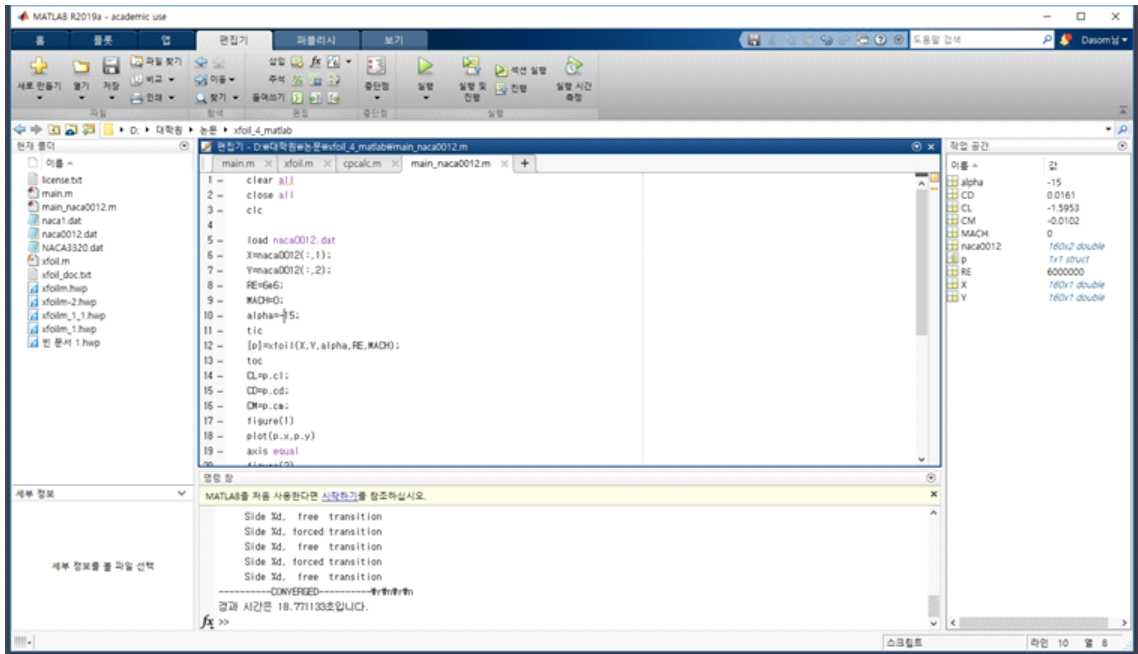 MATLAB R2019a - academic use
홈 플롯 앱 편집기 퍼블리시 보기
도움말 검색
Dasom님
새로 만들기 열기 저장 파일 찾기 비교 인쇄
이동 찾기
삽입 주석 들여쓰기
중단점 실행 실행 및 진행 섹션 실행 진행 실행 시간 측정
파일 탐색 편집 중단점 실행
D: 대학원 논문 xfoil_4_matlab
현재 폴더
이름
license.txt
main.m
main_naca0012.m
naca1.dat
naca0012.dat
NACA3320.dat
xfoil.m
xfoil_doc.txt
xfoilm.hwp
xfoilm-2.hwp
xfoilm_1_1.hwp
xfoilm_1.hwp
빈 문서 1.hwp
세부 정보
세부 정보를 볼 파일 선택
편집기 - D:₩대학원₩논문₩xfoil_4_matlab₩main_naca0012.m
main.m xfoil.m cpcalc.m main_naca0012.m
1 clear all
2 close all
3 clc
4
5 load naca0012.dat
6 X=naca0012(:,1);
7 Y=naca0012(:,2);
8 RE=6e6;
9 MACH=0;
10 alpha=-15;
11 tic
12 [p]=xfoil(X,Y,alpha,RE,MACH);
13 toc
14 CL=p.cl;
15 CD=p.cd;
16 CM=p.cm;
17 figure(1)
18 plot(p.x,p.y)
19 axis equal
20 figure(2)
명령 창
MATLAB을 처음 사용한다면 시작하기를 참조하십시오.
Side %d, free transition
Side %d, forced transition
Side %d, free transition
Side %d, forced transition
Side %d, free transition
----------CONVERGED----------₩r₩n₩r₩n
경과 시간은 18.771133초입니다.
fx >>
작업 공간
이름 값
alpha -15
CD 0.0161
CL -1.5953
CM -0.0102
MACH 0
naca0012 160x2 double
p 1x1 struct
RE 6000000
X 160x1 double
Y 160x1 double
스크립트 라인 10 열 8